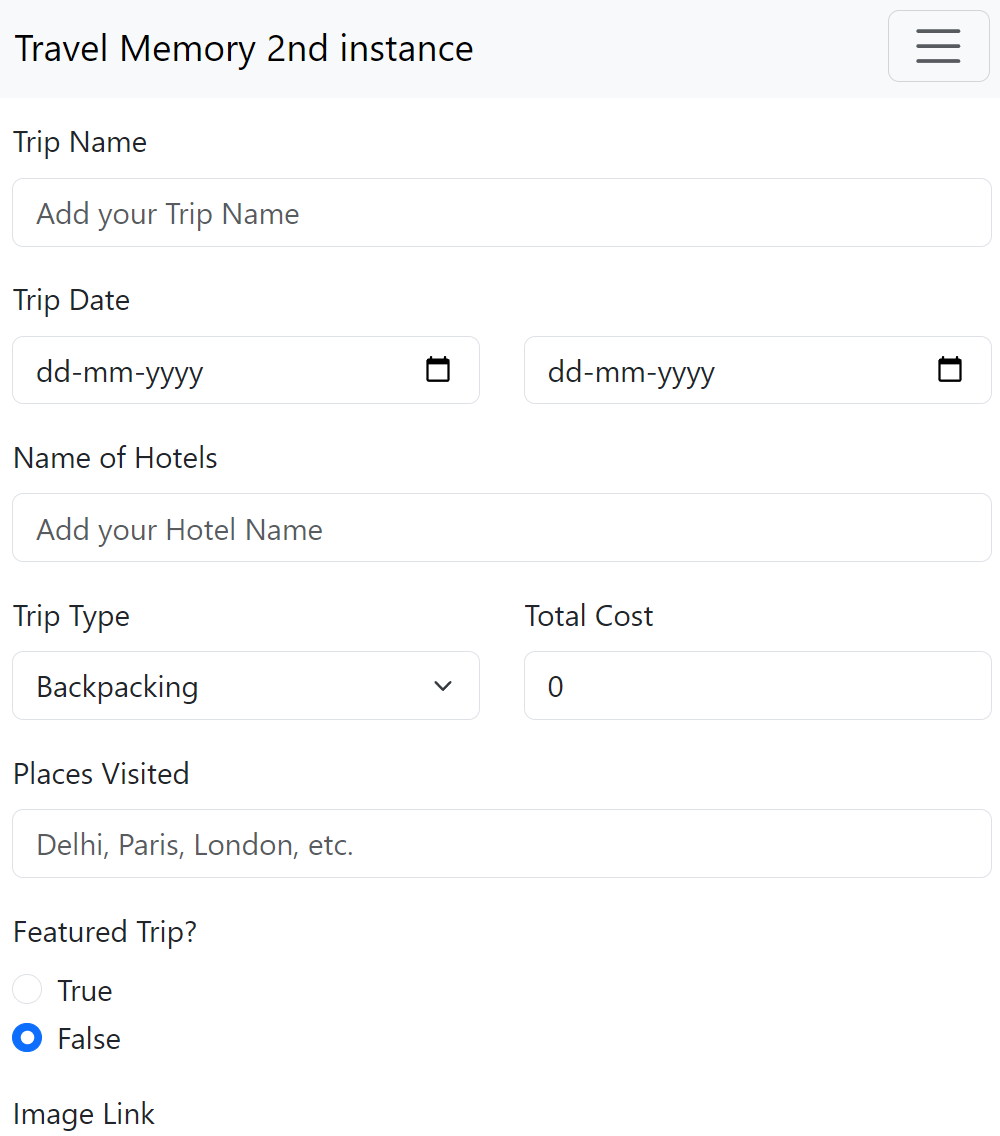 Travel Memory 2nd instance
Trip Name
Add your Trip Name
Trip Date
dd-mm-yyyy dd-mm-yyyy
Name of Hotels
Add your Hotel Name
Trip Type Total Cost
Backpacking 0
Places Visited
Delhi, Paris, London, etc.
Featured Trip?
True
False
Image Link